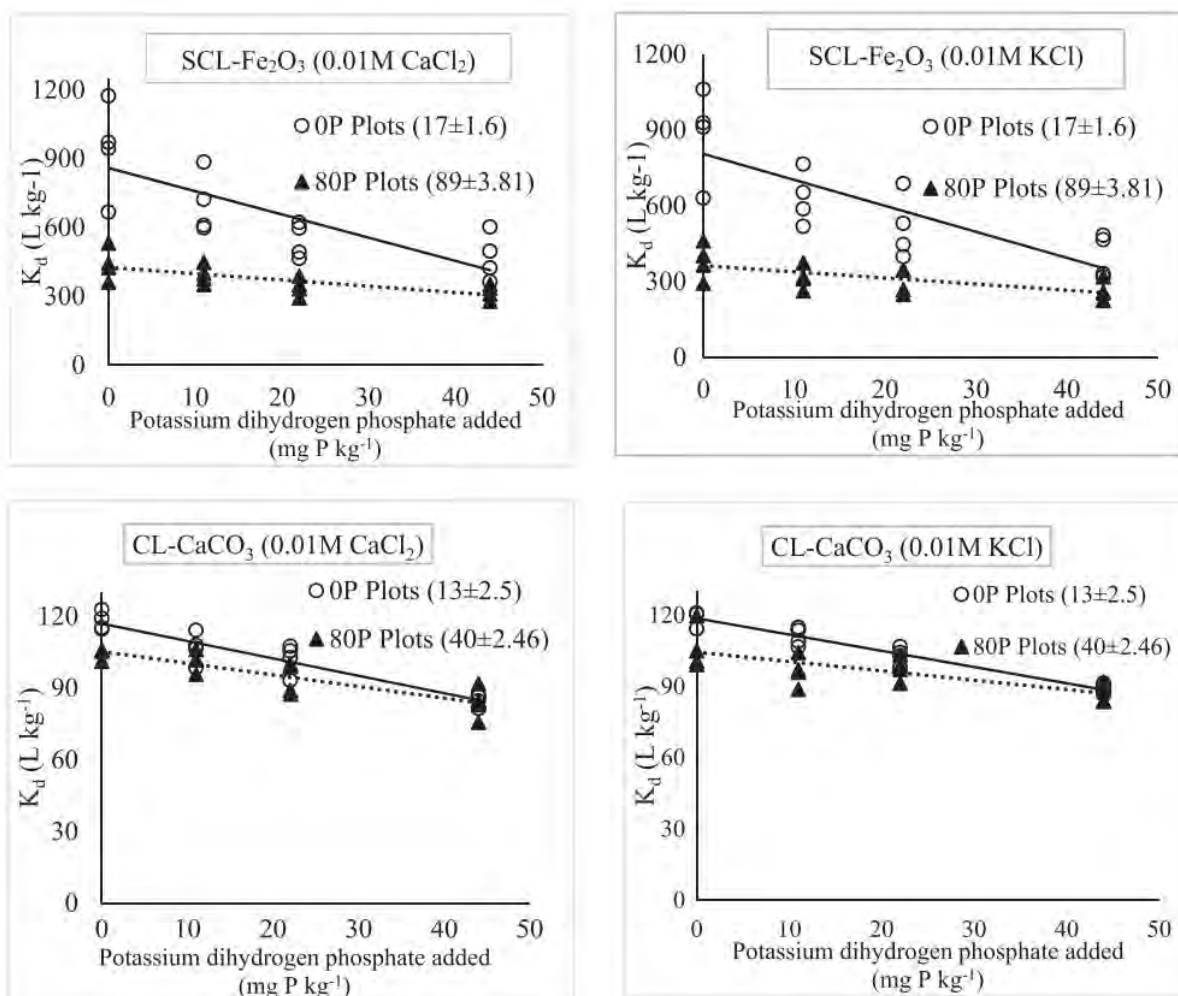 SCL-Fe₂O₃ (0.01M CaCl₂)
1200
900
600
300
0
K_d (L kg-1)
○ 0P Plots (17±1.6)
▲ 80P Plots (89±3.81)
0 10 20 30 40 50
Potassium dihydrogen phosphate added
(mg P kg⁻¹)
SCL-Fe₂O₃ (0.01M KCl)
1200
900
600
300
0
K_d (L kg-1)
○ 0P Plots (17±1.6)
▲ 80P Plots (89±3.81)
0 10 20 30 40 50
Potassium dihydrogen phosphate added
(mg P kg⁻¹)
CL-CaCO₃ (0.01M CaCl₂)
120
90
60
30
0
K_d (L kg⁻¹)
○ 0P Plots (13±2.5)
▲ 80P Plots (40±2.46)
0 10 20 30 40 50
Potassium dihydrogen phosphate added
(mg P kg⁻¹)
CL-CaCO₃ (0.01M KCl)
120
90
60
30
0
K_d (L kg⁻¹)
○ 0P Plots (13±2.5)
▲ 80P Plots (40±2.46)
0 10 20 30 40 50
Potassium dihydrogen phosphate added
(mg P kg⁻¹)